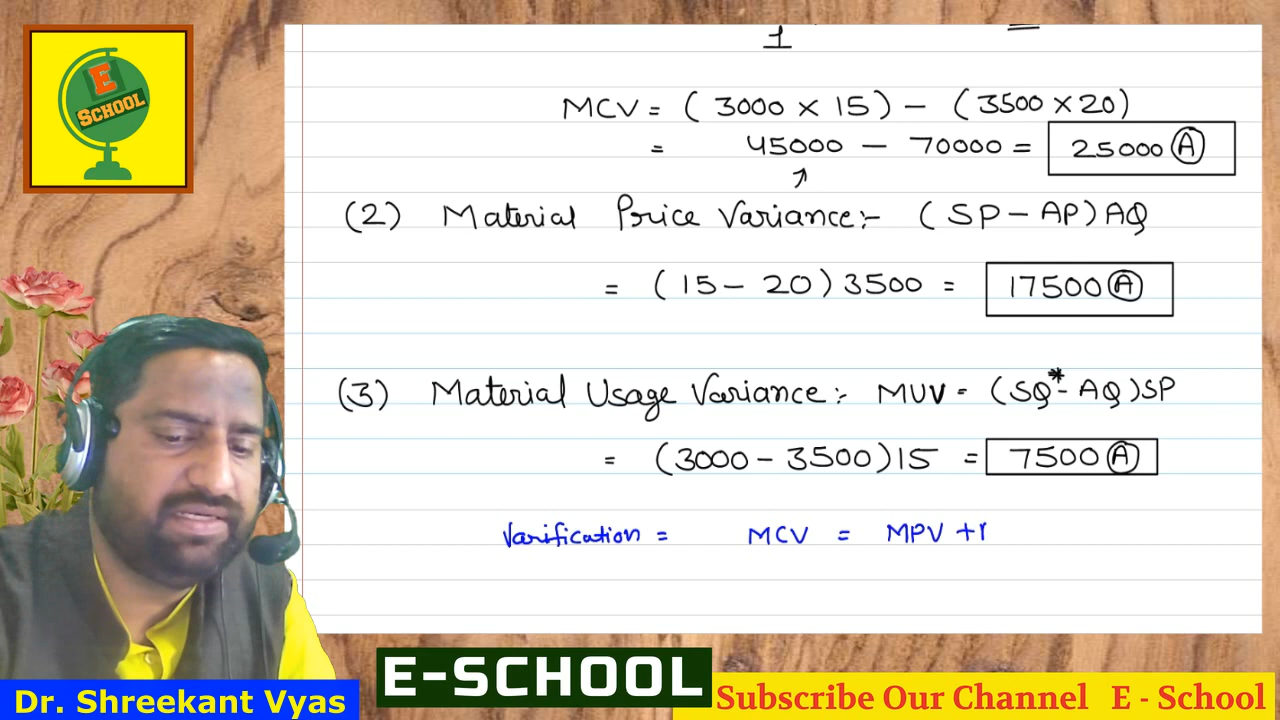 E
SCHOOL
1
MCV = (3000 × 15) – (3500 × 20)
= 45000 – 70000 = 25000 (A)
(2) Material Price Variance:- (SP – AP) AQ
= (15 – 20) 3500 = 17500 (A)
(3) Material Usage Variance:- MUV = (SQ* - AQ) SP
= (3000 – 3500) 15 = 7500 (A)
Varification = MCV = MPV +
E-SCHOOL
Dr. Shreekant Vyas
Subscribe Our Channel E - School